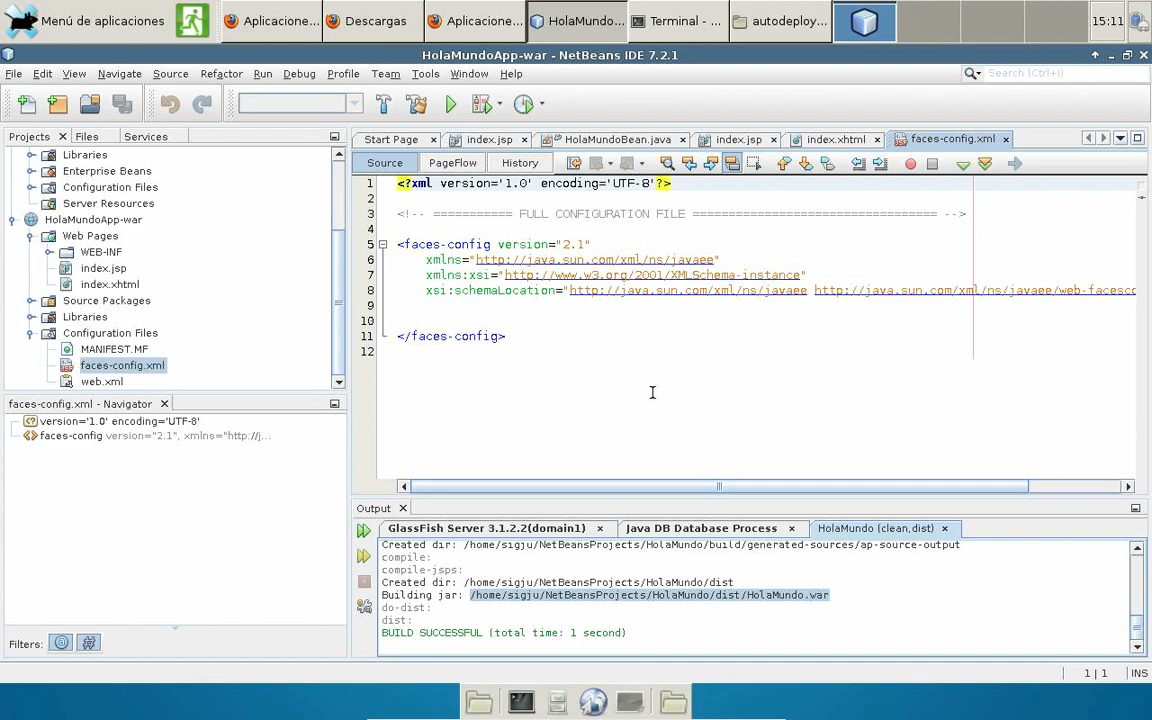 Menú de aplicaciones
Aplicacione...
Descargas
Aplicacione...
HolaMundo...
Terminal - ...
autodeploy...
15:11
HolaMundoApp-war - NetBeans IDE 7.2.1
File Edit View Navigate Source Refactor Run Debug Profile Team Tools Window Help
Search (Ctrl+I)
Projects Files Services
Start Page index.jsp HolaMundoBean.java index.jsp index.xhtml faces-config.xml
Source PageFlow History
Libraries
Enterprise Beans
Configuration Files
Server Resources
HolaMundoApp-war
Web Pages
WEB-INF
index.jsp
index.xhtml
Source Packages
Libraries
Configuration Files
MANIFEST.MF
faces-config.xml
web.xml
1 <?xml version='1.0' encoding='UTF-8'?>
2
3 <!-- =========== FULL CONFIGURATION FILE ================================== -->
4
5 <faces-config version="2.1"
6 xmlns="http://java.sun.com/xml/ns/javaee"
7 xmlns:xsi="http://www.w3.org/2001/XMLSchema-instance"
8 xsi:schemaLocation="http://java.sun.com/xml/ns/javaee http://java.sun.com/xml/ns/javaee/web-facesco
9
10
11 </faces-config>
12
faces-config.xml - Navigator
version='1.0' encoding='UTF-8'
faces-config version="2.1", xmlns="http://j...
Filters:
Output
GlassFish Server 3.1.2.2(domain1) Java DB Database Process HolaMundo (clean,dist)
Created dir: /home/sigju/NetBeansProjects/HolaMundo/build/generated-sources/ap-source-output
compile:
compile-jsps:
Created dir: /home/sigju/NetBeansProjects/HolaMundo/dist
Building jar: /home/sigju/NetBeansProjects/HolaMundo/dist/HolaMundo.war
do-dist:
dist:
BUILD SUCCESSFUL (total time: 1 second)
1 | 1 INS